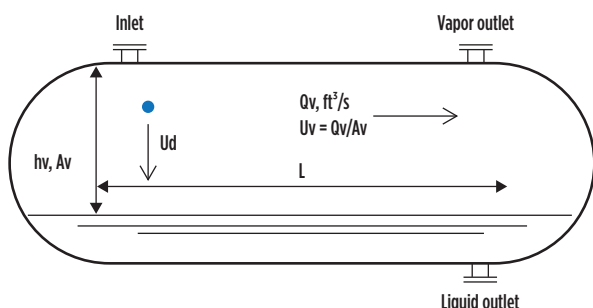 Inlet
Vapor outlet
Qv, ft³/s
Uv = Qv/Av
Ud
hv, Av
L
Liquid outlet